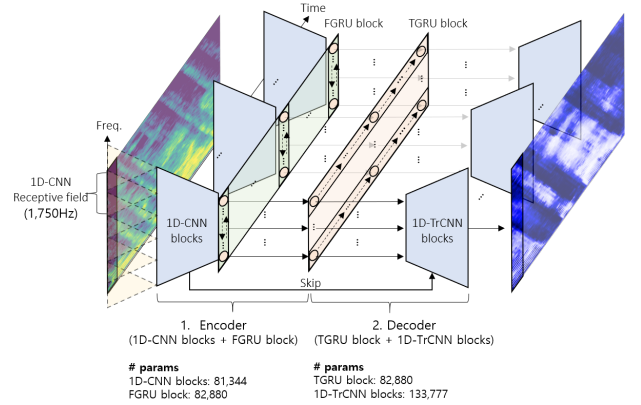 Time
FGRU block
TGRU block
Freq.
1D-CNN
Receptive field
(1,750Hz)
1D-CNN
blocks
1D-TrCNN
blocks
Skip
1. Encoder
(1D-CNN blocks + FGRU block)
2. Decoder
(TGRU block + 1D-TrCNN blocks)
# params
1D-CNN blocks: 81,344
FGRU block: 82,880
# params
TGRU block: 82,880
1D-TrCNN blocks: 133,777